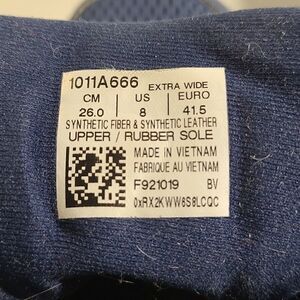 1011A666 EXTRA WIDE
CM US EURO
26.0 8 41.5
SYNTHETIC FIBER & SYNTHETIC LEATHER
UPPER / RUBBER SOLE
MADE IN VIETNAM
FABRIQUE AU VIETNAM
F921019 BV
0xRX2KWW6S8LCQC